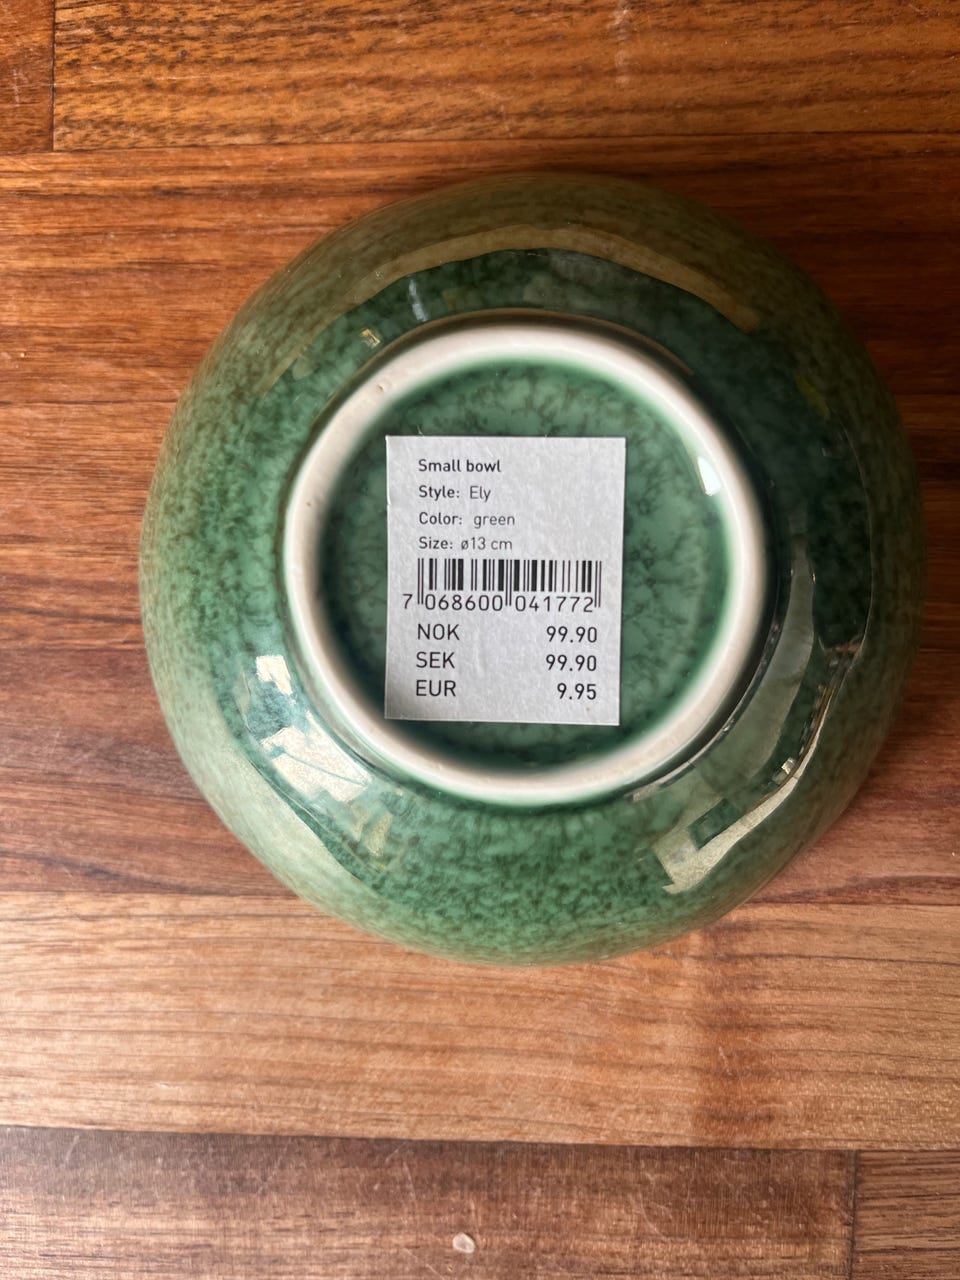 Small bowl
Style: Ely
Color: green
Size: ø13 cm
7 068600 041772
NOK 99.90
SEK 99.90
EUR 9.95